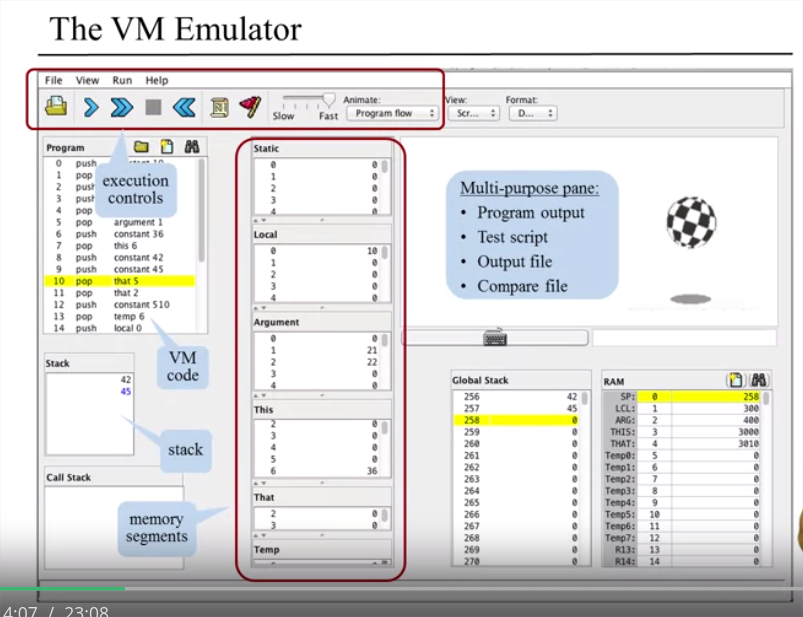 The VM Emulator
File View Run Help
Slow Fast
Animate:
Program flow
View:
Scr...
Format:
D...
Program
0 push
1 pop
2 push
3 push
4 pop
5 pop argument 1
6 push constant 36
7 pop this 6
8 push constant 42
9 push constant 45
10 pop that 5
11 pop that 2
12 push constant 510
13 pop temp 6
14 push local 0
execution
controls
VM
code
Stack
42
45
stack
Call Stack
memory
segments
Static
0 0
1 0
2 0
3 0
4 0
Local
0 10
1 0
2 0
3 0
4 0
Argument
0 0
1 21
2 22
3 0
4 0
This
2 0
3 0
4 0
5 0
6 36
That
2 0
3 0
Temp
Multi-purpose pane:
• Program output
• Test script
• Output file
• Compare file
Global Stack
256 42
257 45
258 0
259 0
260 0
261 0
262 0
263 0
264 0
265 0
266 0
267 0
268 0
269 0
270 0
RAM
SP: 0 258
LCL: 1 300
ARG: 2 400
THIS: 3 3000
THAT: 4 3010
Temp0: 5 0
Temp1: 6 0
Temp2: 7 0
Temp3: 8 0
Temp4: 9 0
Temp5: 10 0
Temp6: 11 0
Temp7: 12 0
R13: 13 0
R14: 14 0
4:07 / 23:08